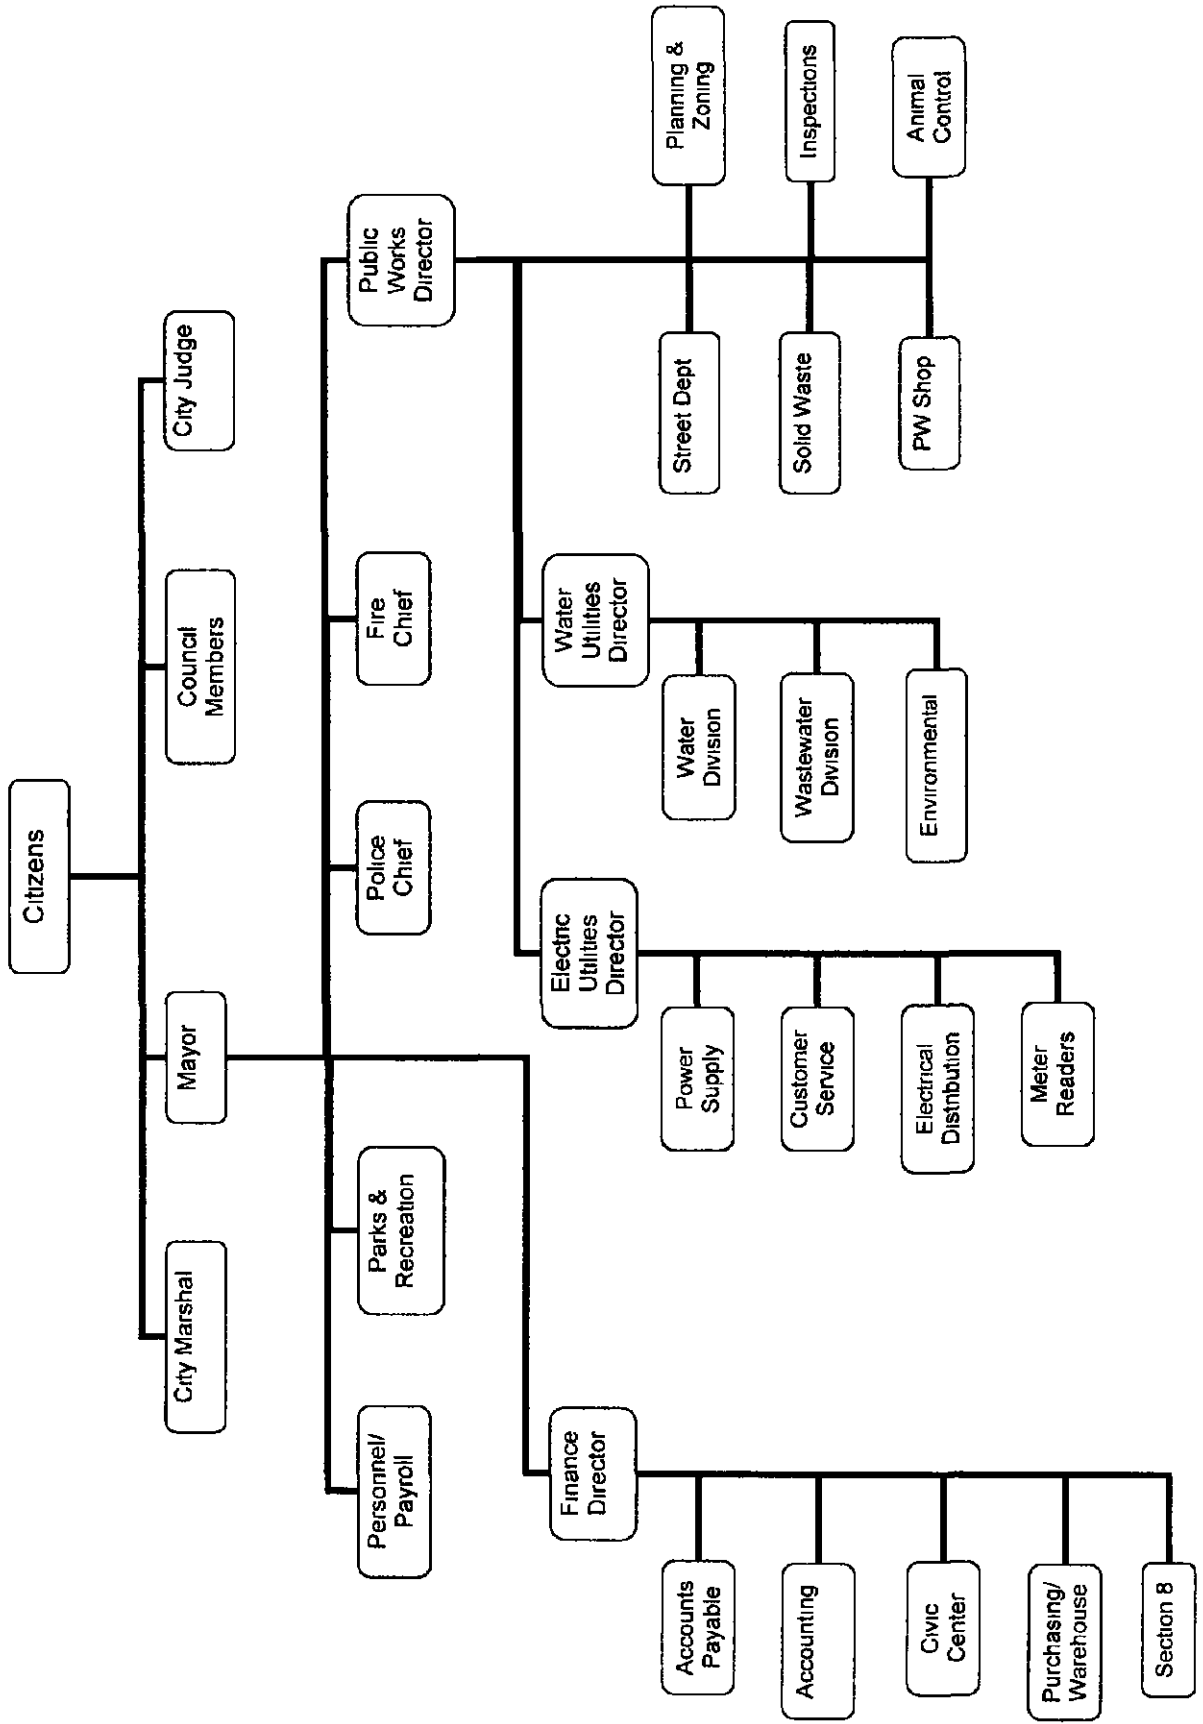 Citizens
City Marshal
Mayor
Council
Members
City Judge
Personnel/
Payroll
Parks &
Recreation
Police
Chief
Fire
Chief
Public
Works
Director
Finance
Director
Electric
Utilities
Director
Water
Utilities
Director
Accounts
Payable
Accounting
Civic
Center
Purchasing/
Warehouse
Section 8
Power
Supply
Customer
Service
Electrical
Distribution
Meter
Readers
Water
Division
Wastewater
Division
Environmental
Street Dept
Planning &
Zoning
Solid Waste
Inspections
PW Shop
Animal
Control